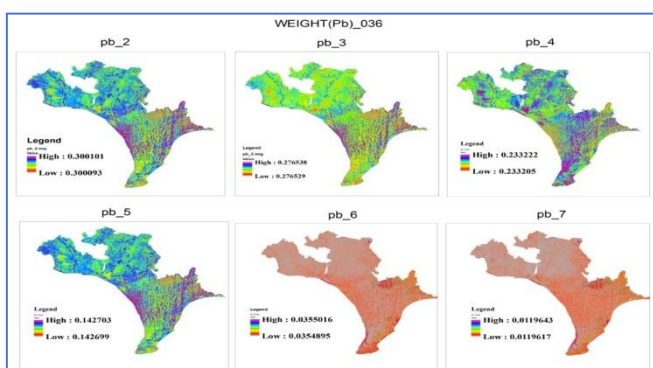 WEIGHT(Pb)_036
pb_2
pb_3
pb_4
Legend
High : 0.300101
Low : 0.300093
Legend
High : 0.276538
Low : 0.276529
Legend
High : 0.233222
Low : 0.233205
pb_5
pb_6
pb_7
Legend
High : 0.142703
Low : 0.142699
Legend
High : 0.0355016
Low : 0.0354895
Legend
High : 0.0119643
Low : 0.0119617